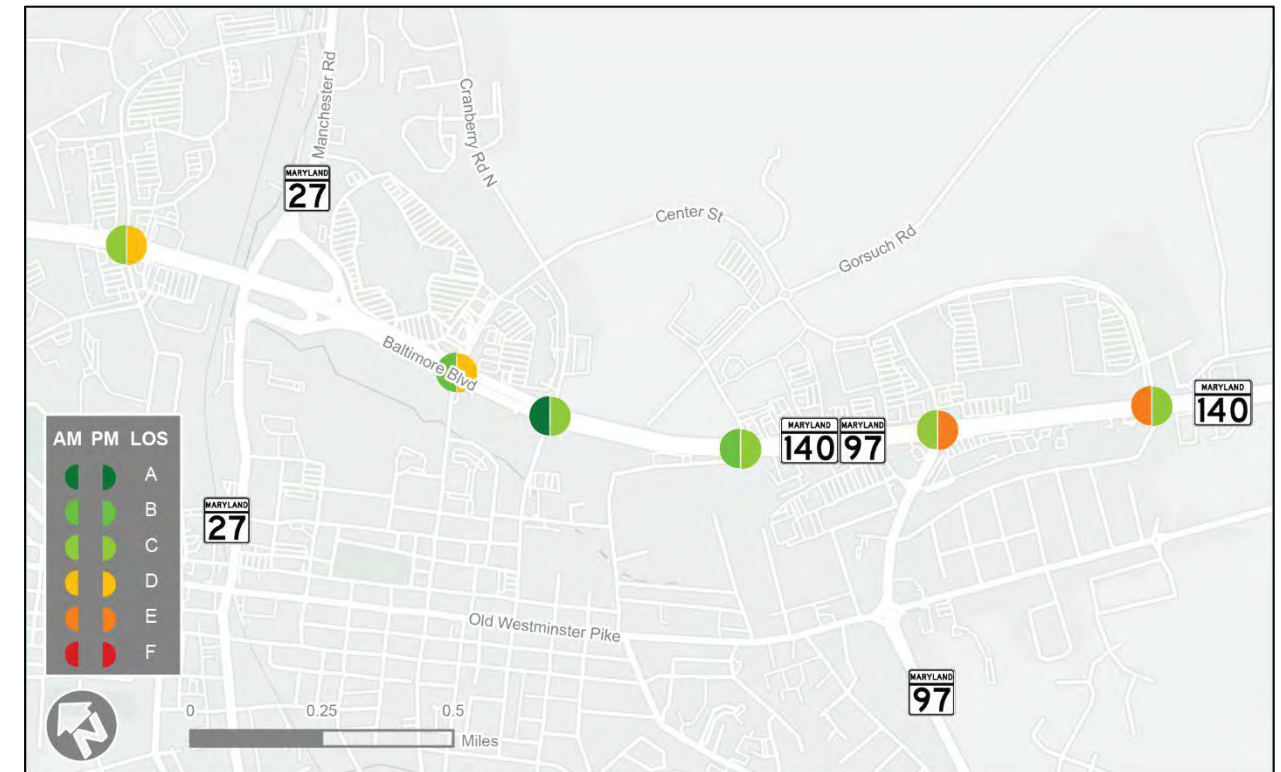 Manchester Rd
Cranberry Rd N
MARYLAND
27
Center St
Gorsuch Rd
Baltimore Blvd
MARYLAND
140
MARYLAND
97
MARYLAND
140
AM PM LOS
A
B
C
D
E
F
MARYLAND
27
Old Westminster Pike
MARYLAND
97
N
0 0.25 0.5
Miles